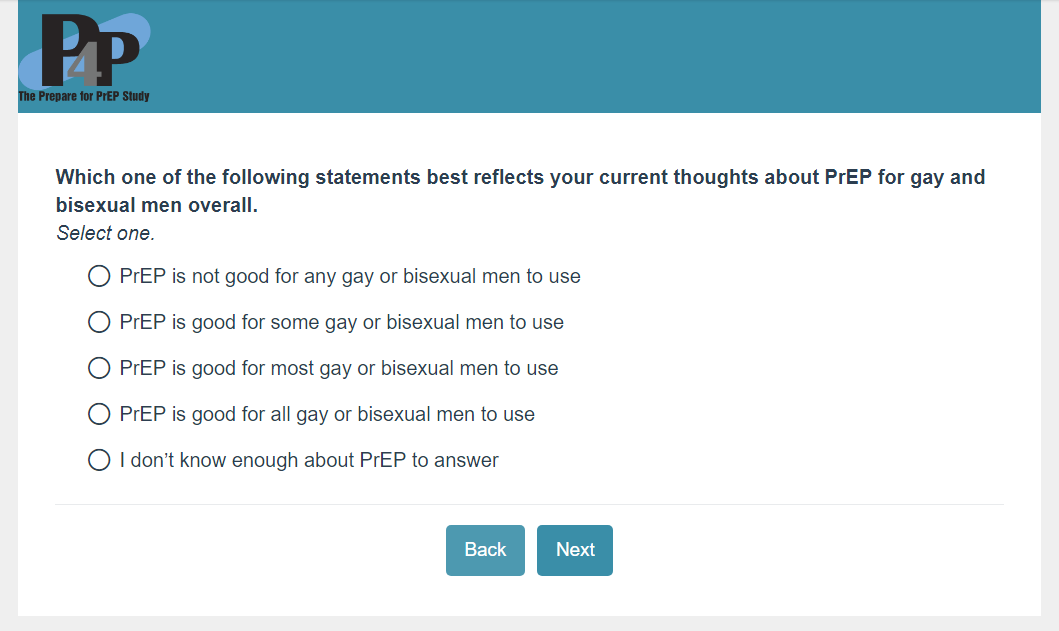 P4P
The Prepare for PrEP Study
Which one of the following statements best reflects your current thoughts about PrEP for gay and
bisexual men overall.
Select one.
PrEP is not good for any gay or bisexual men to use
PrEP is good for some gay or bisexual men to use
PrEP is good for most gay or bisexual men to use
PrEP is good for all gay or bisexual men to use
I don’t know enough about PrEP to answer
Back Next